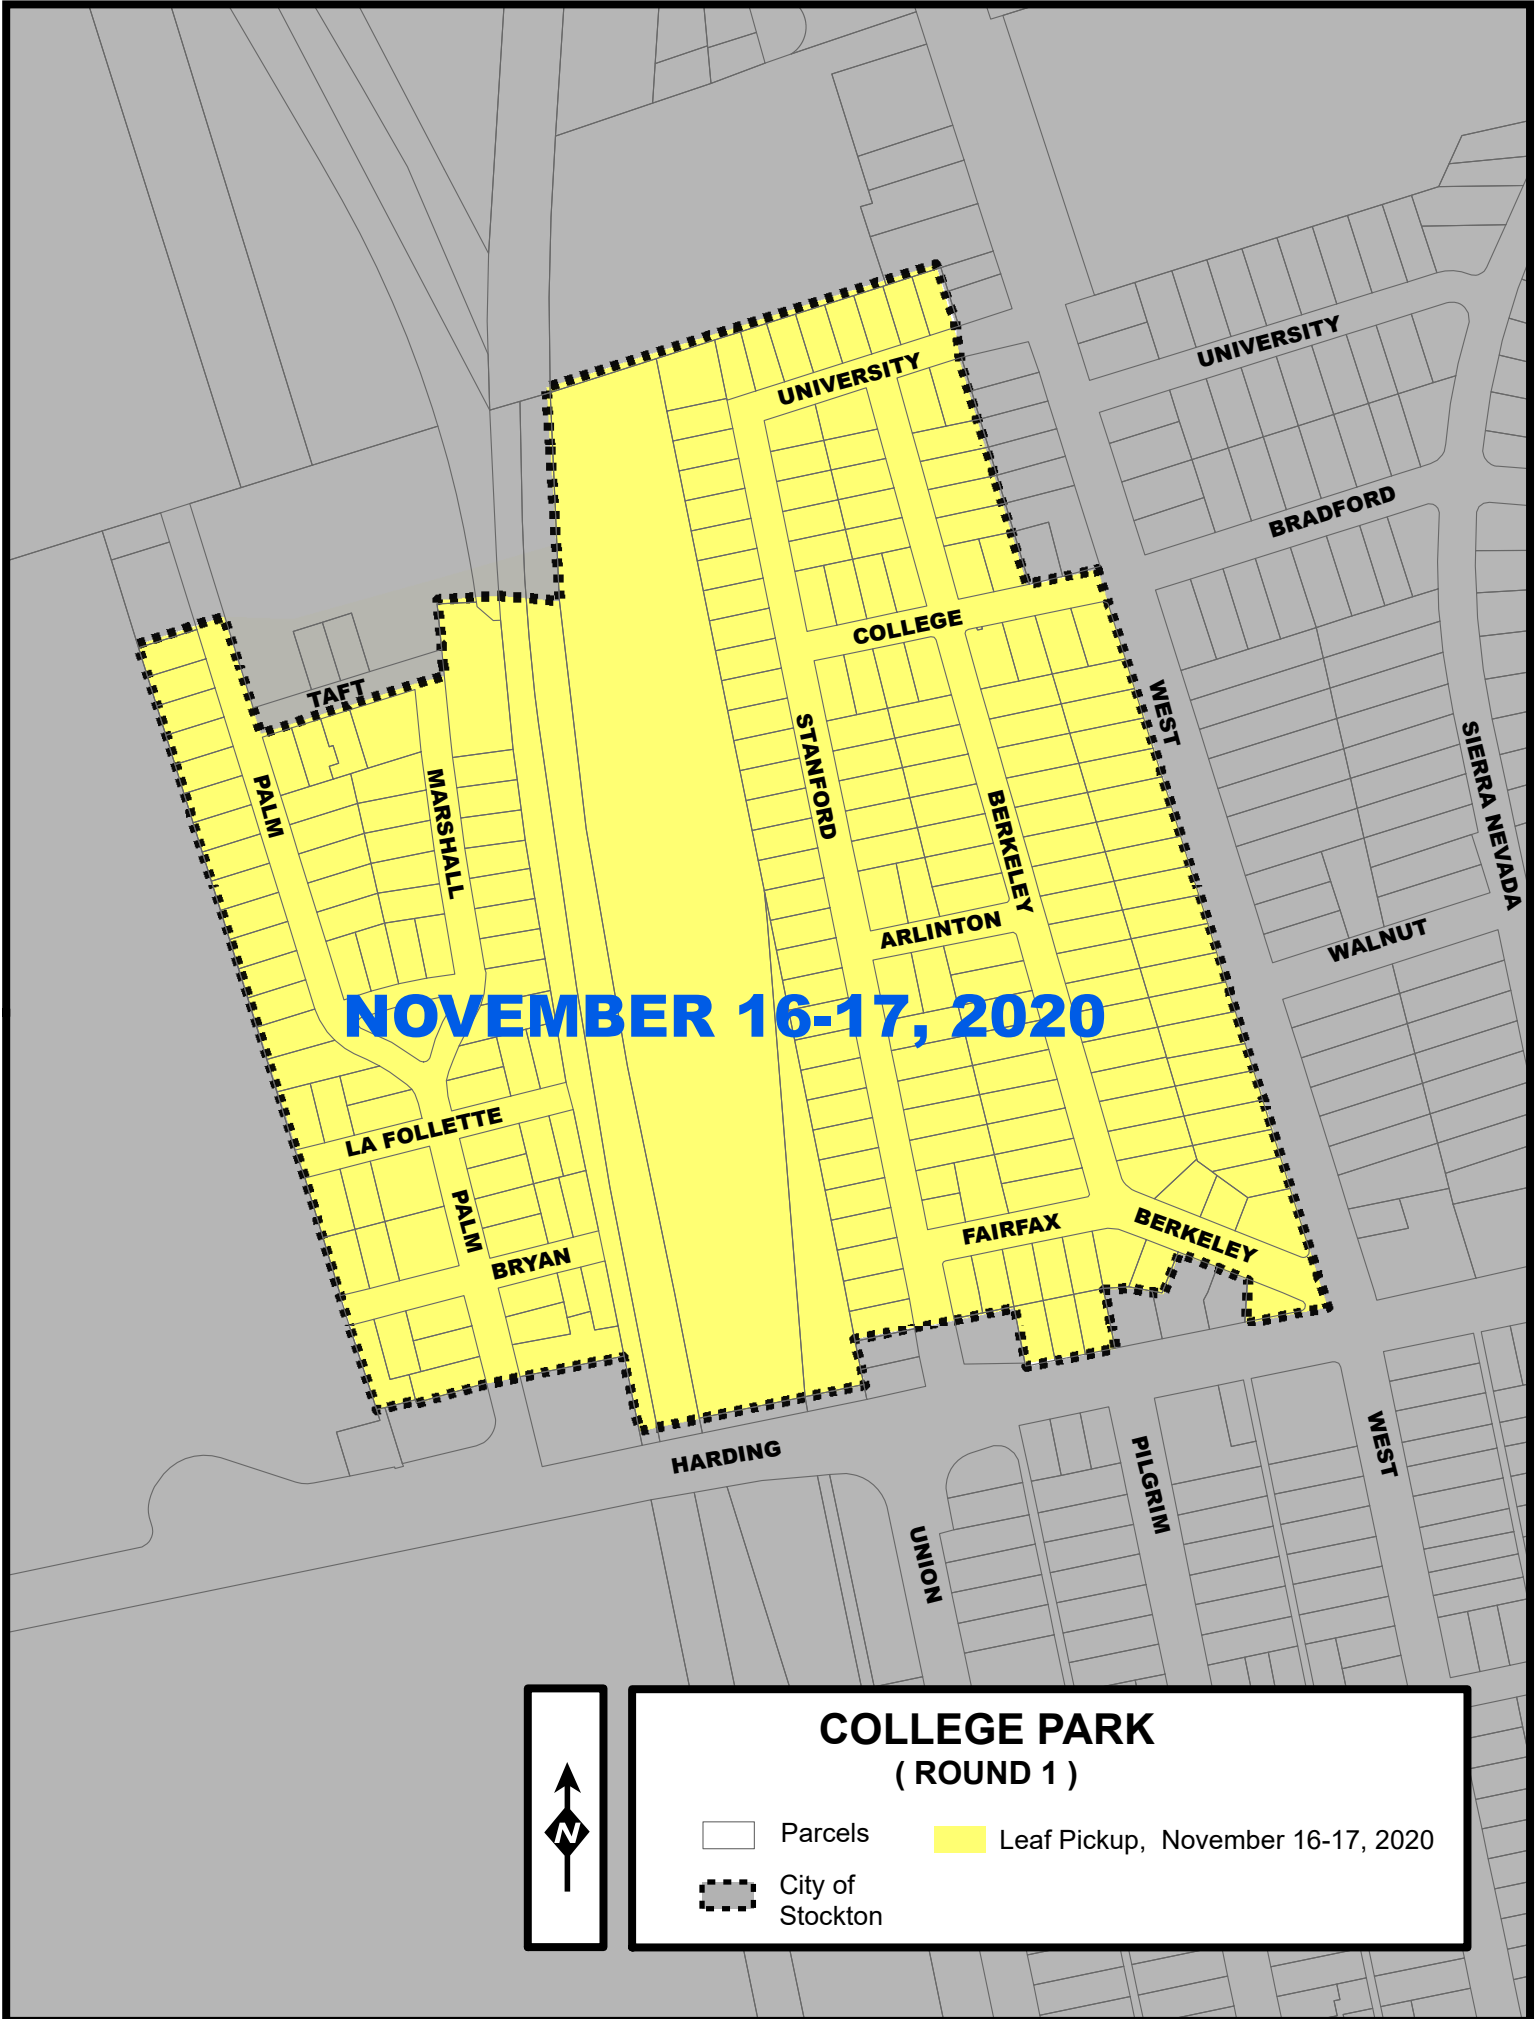 UNIVERSITY
UNIVERSITY
BRADFORD
COLLEGE
TAFT
WEST
STANFORD
SIERRA NEVADA
PALM
MARSHALL
BERKELEY
ARLINTON
WALNUT
NOVEMBER 16-17, 2020
LA FOLLETTE
PALM
FAIRFAX
BERKELEY
BRYAN
HARDING
PILGRIM
WEST
UNION
COLLEGE PARK
( ROUND 1 )
Parcels
Leaf Pickup, November 16-17, 2020
City of
Stockton
N